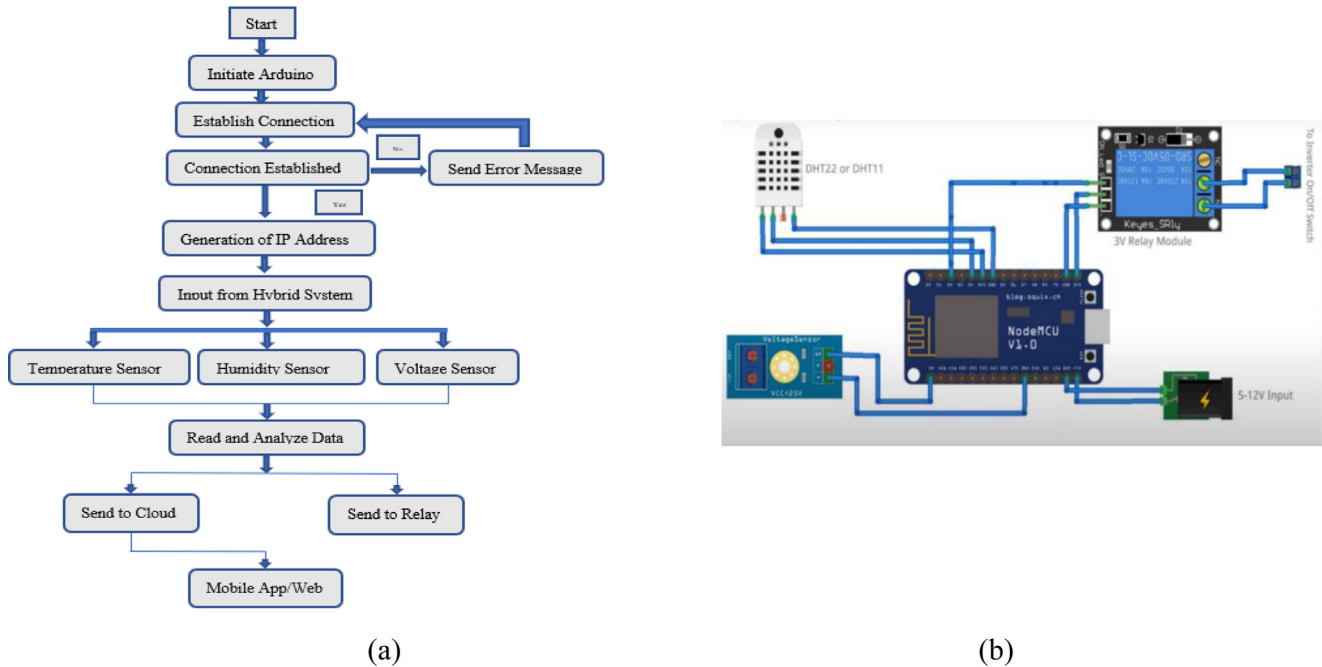 Start
Initiate Arduino
Establish Connection
No
Connection Established
Send Error Message
Yes
Generation of IP Address
Input from Hybrid System
Temperature Sensor
Humidity Sensor
Voltage Sensor
Read and Analyze Data
Send to Cloud
Send to Relay
Mobile App/Web
(a)
DHT22 or DHT11
SRD-05VDC-SL-C
Keyes_SRly
3V Relay Module
To Inverter On/Off Switch
blog.squix.ch
NodeMCU
V1.0
VoltageSensor
VCC<25V
5-12V Input
(b)